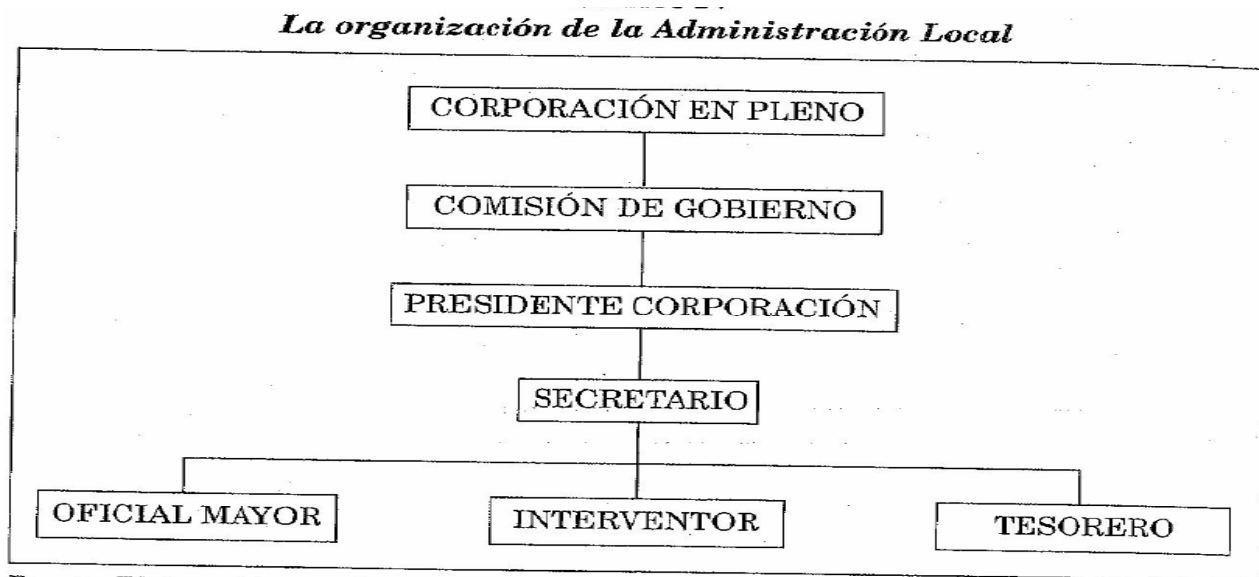 La organización de la Administración Local
CORPORACIÓN EN PLENO
COMISIÓN DE GOBIERNO
PRESIDENTE CORPORACIÓN
SECRETARIO
OFICIAL MAYOR
INTERVENTOR
TESORERO